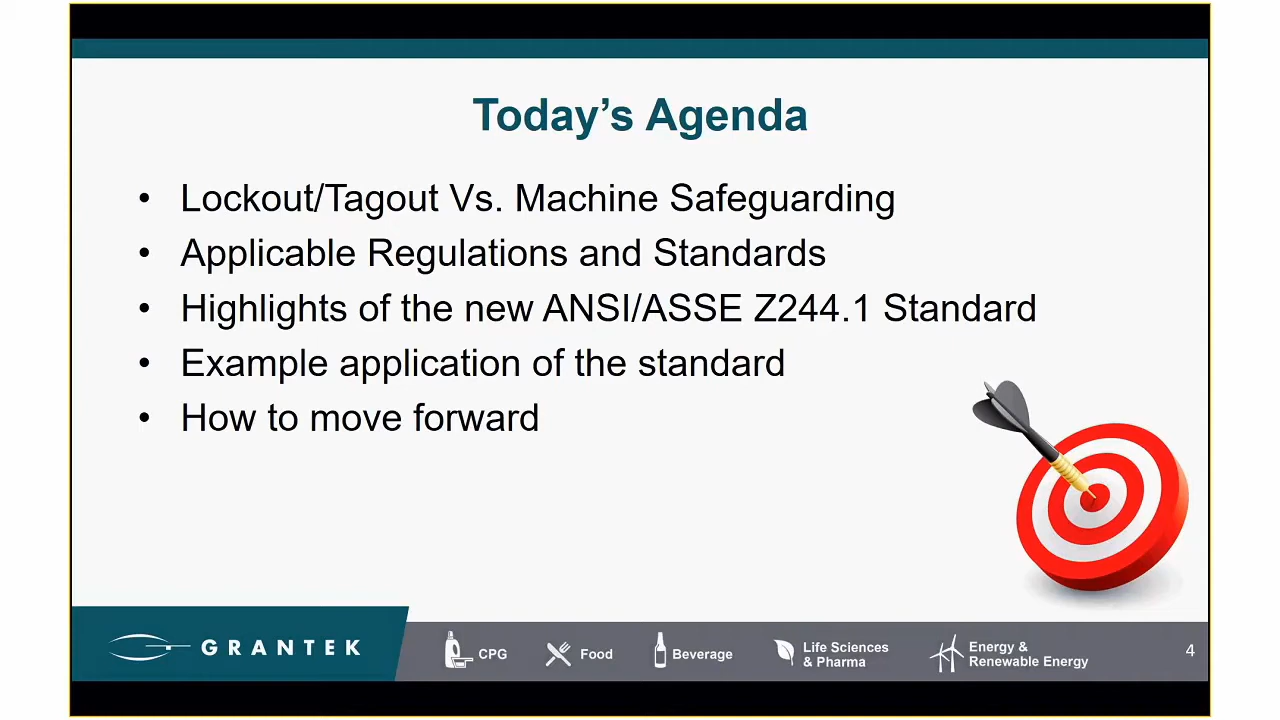 Today’s Agenda
• Lockout/Tagout Vs. Machine Safeguarding
• Applicable Regulations and Standards
• Highlights of the new ANSI/ASSE Z244.1 Standard
• Example application of the standard
• How to move forward
GRANTEK
CPG
Food
Beverage
Life Sciences
& Pharma
Energy &
Renewable Energy
4